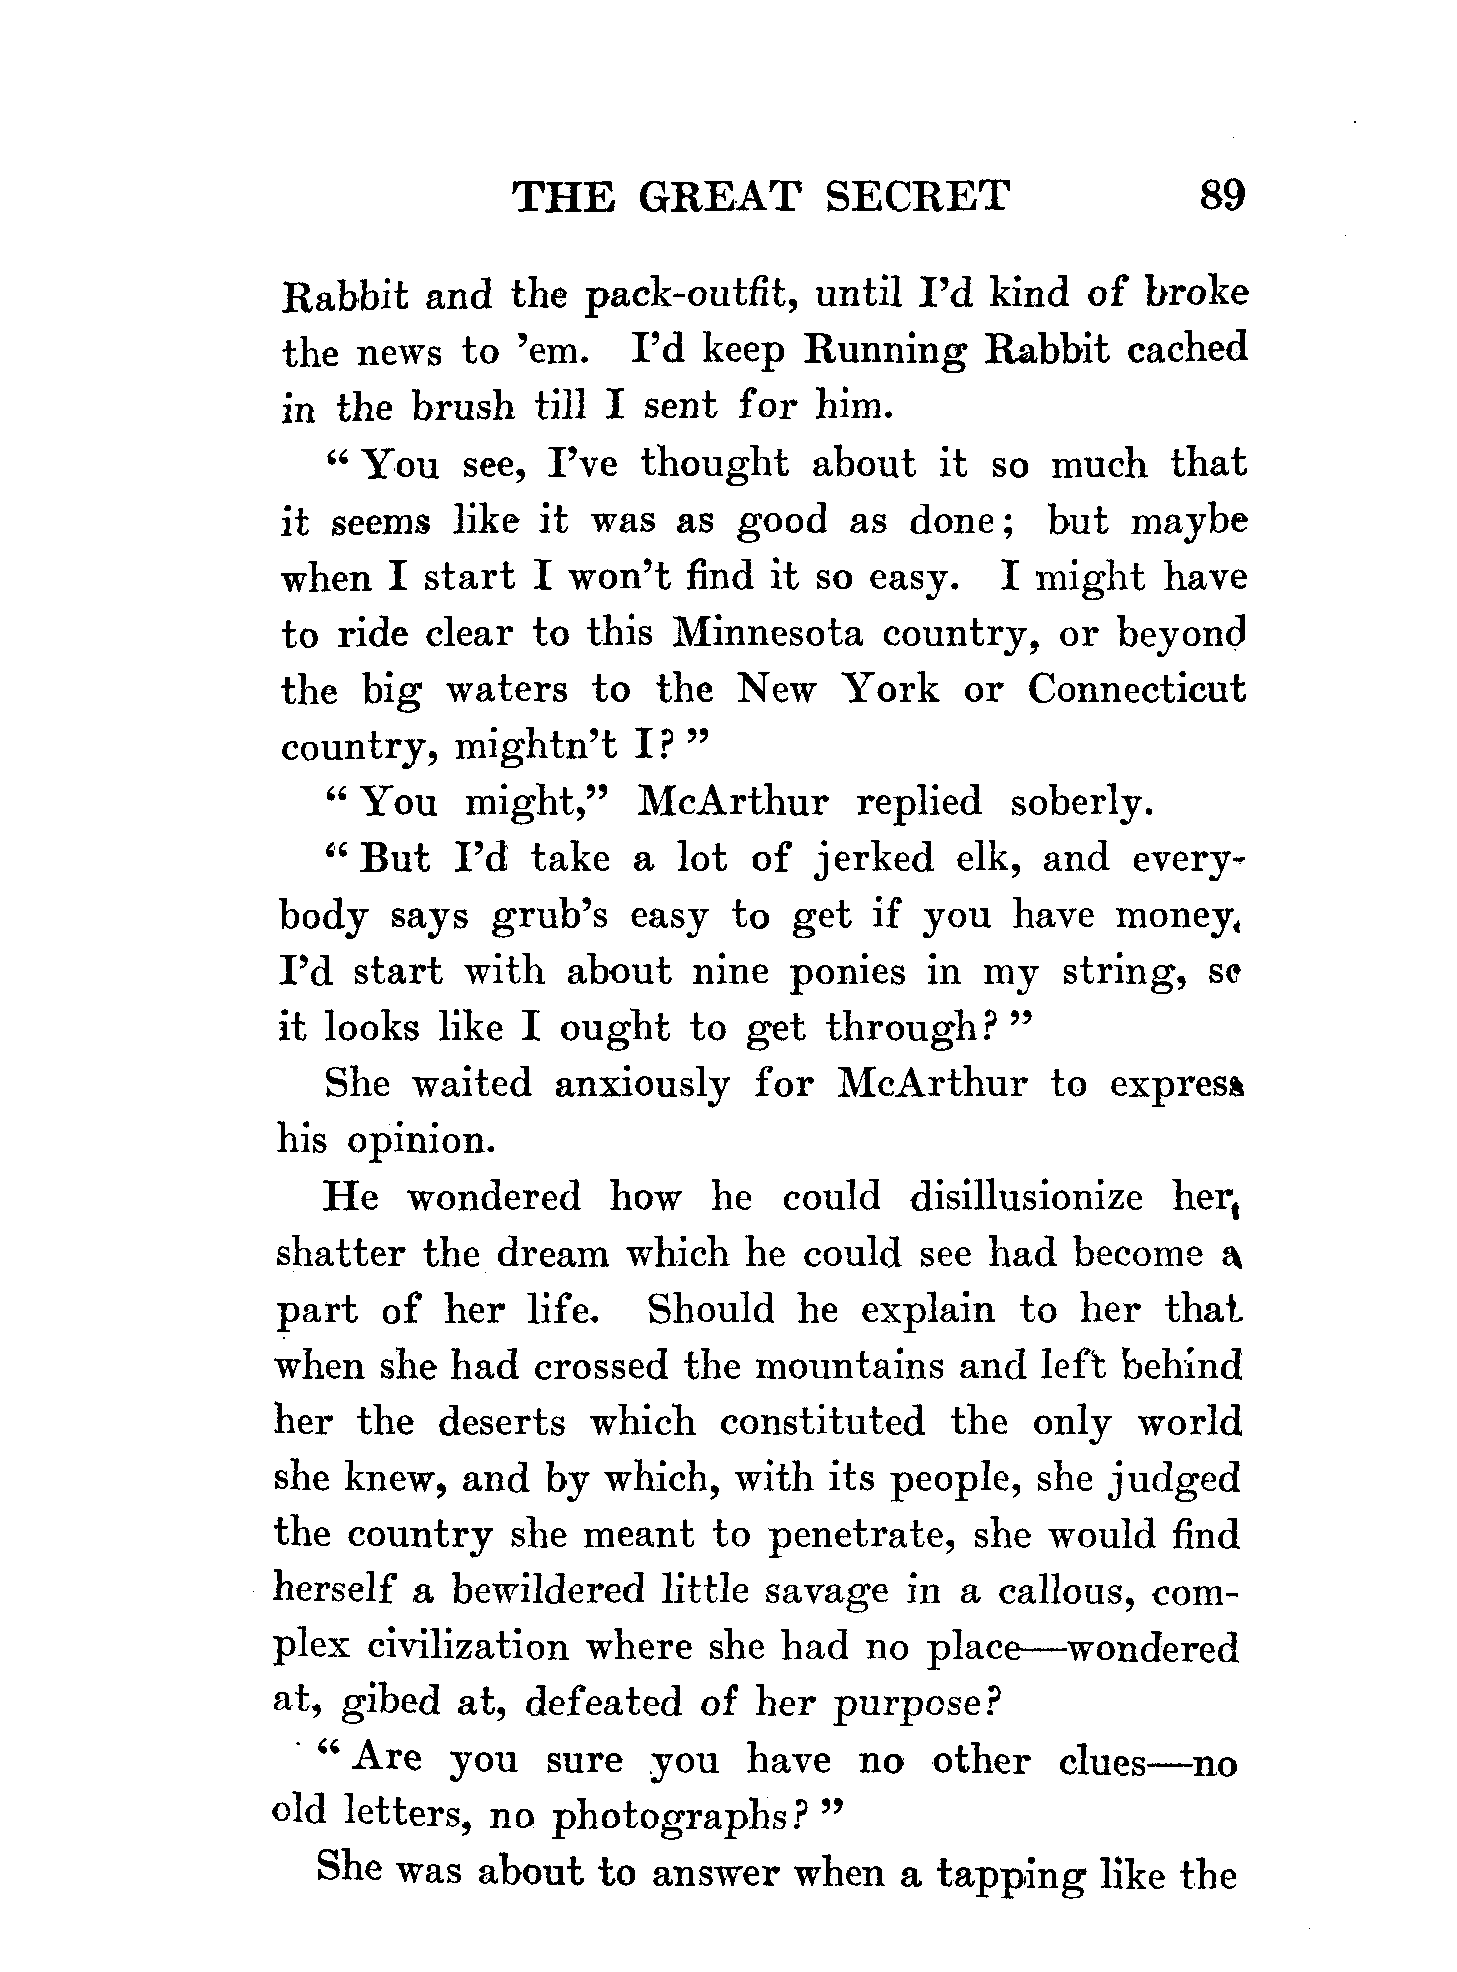 THE GREAT SECRET 89
Rabbit and the pack-outfit, until I'd kind of broke
the news to 'em. I'd keep Running Rabbit cached
in the brush till I sent for him.
“ You see, I've thought about it so much that
it seems like it was as good as done; but maybe
when I start I won't find it so easy. I might have
to ride clear to this Minnesota country, or beyond
the big waters to the New York or Connecticut
country, mightn't I? ”
“ You might,” McArthur replied soberly.
“ But I'd take a lot of jerked elk, and every-
body says grub's easy to get if you have money,
I'd start with about nine ponies in my string, so
it looks like I ought to get through? ”
She waited anxiously for McArthur to express
his opinion.
He wondered how he could disillusionize her,
shatter the dream which he could see had become a
part of her life. Should he explain to her that
when she had crossed the mountains and left behind
her the deserts which constituted the only world
she knew, and by which, with its people, she judged
the country she meant to penetrate, she would find
herself a bewildered little savage in a callous, com-
plex civilization where she had no place—wondered
at, gibed at, defeated of her purpose?
“ Are you sure you have no other clues—no
old letters, no photographs? ”
She was about to answer when a tapping like the